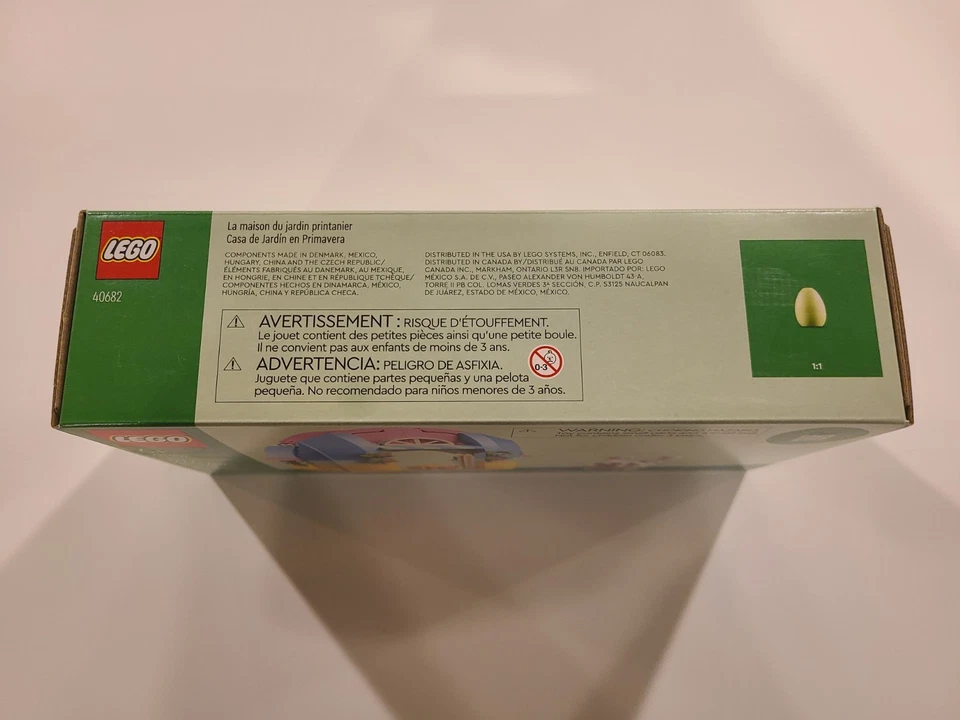 LEGO
40682
La maison du jardin printanier
Casa de Jardín en Primavera
COMPONENTS MADE IN DENMARK, MEXICO,
HUNGARY, CHINA AND THE CZECH REPUBLIC/
ÉLÉMENTS FABRIQUÉS AU DANEMARK, AU MEXIQUE,
EN HONGRIE, EN CHINE ET EN RÉPUBLIQUE TCHÈQUE/
COMPONENTES HECHOS EN DINAMARCA, MÉXICO,
HUNGRÍA, CHINA Y REPÚBLICA CHECA.
DISTRIBUTED IN THE USA BY LEGO SYSTEMS, INC., ENFIELD, CT 06083.
DISTRIBUTED IN CANADA BY/DISTRIBUÉ AU CANADA PAR LEGO
CANADA INC., MARKHAM, ONTARIO L3R 5N8. IMPORTADO POR: LEGO
MÉXICO S.A. DE C.V., PASEO ALEXANDER VON HUMBOLDT 43-A,
TORRE II PB COL. LOMAS VERDES 3ª SECCIÓN, C.P. 53125 NAUCALPAN
DE JUÁREZ, ESTADO DE MÉXICO, MÉXICO.
AVERTISSEMENT : RISQUE D'ÉTOUFFEMENT.
Le jouet contient des petites pièces ainsi qu'une petite boule.
Il ne convient pas aux enfants de moins de 3 ans.
ADVERTENCIA: PELIGRO DE ASFIXIA.
Juguete que contiene partes pequeñas y una pelota
pequeña. No recomendado para niños menores de 3 años.
0-3
1:1
LEGO
WARNING: